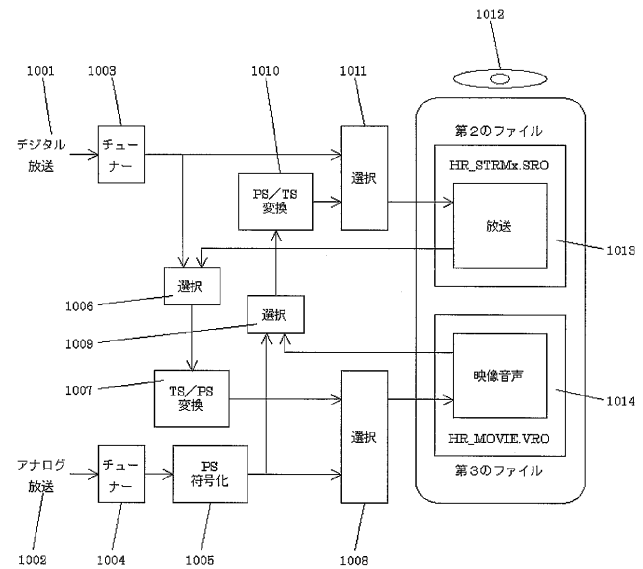 1012
1001
1003
1010
1011
デジタル
放送
チュ
ーナ
ー
PS／TS
変換
選択
第2のファイル
HR_STRMx.SRO
放送
1013
選択
1006
選択
1009
TS／PS
変換
1007
選択
映像音声
1014
HR_MOVIE.VRO
第3のファイル
アナログ
放送
チュ
ーナ
ー
PS
符号化
1002
1004
1005
1008